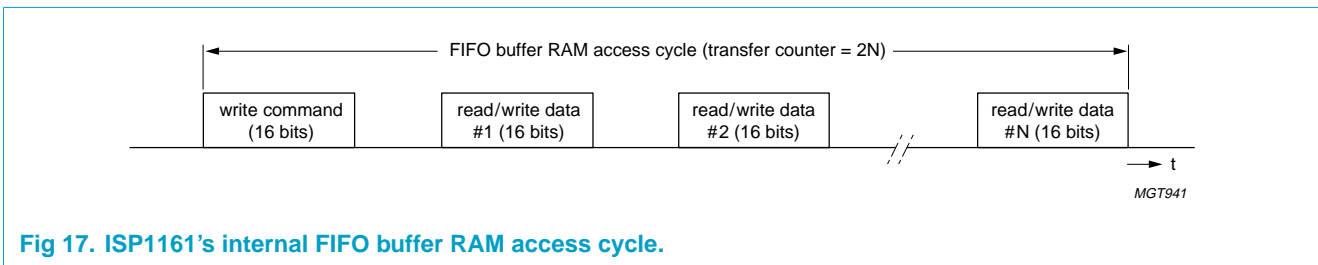 FIFO buffer RAM access cycle (transfer counter = 2N)
write command
(16 bits)
read/write data
#1 (16 bits)
read/write data
#2 (16 bits)
read/write data
#N (16 bits)
t
MGT941
Fig 17. ISP1161’s internal FIFO buffer RAM access cycle.